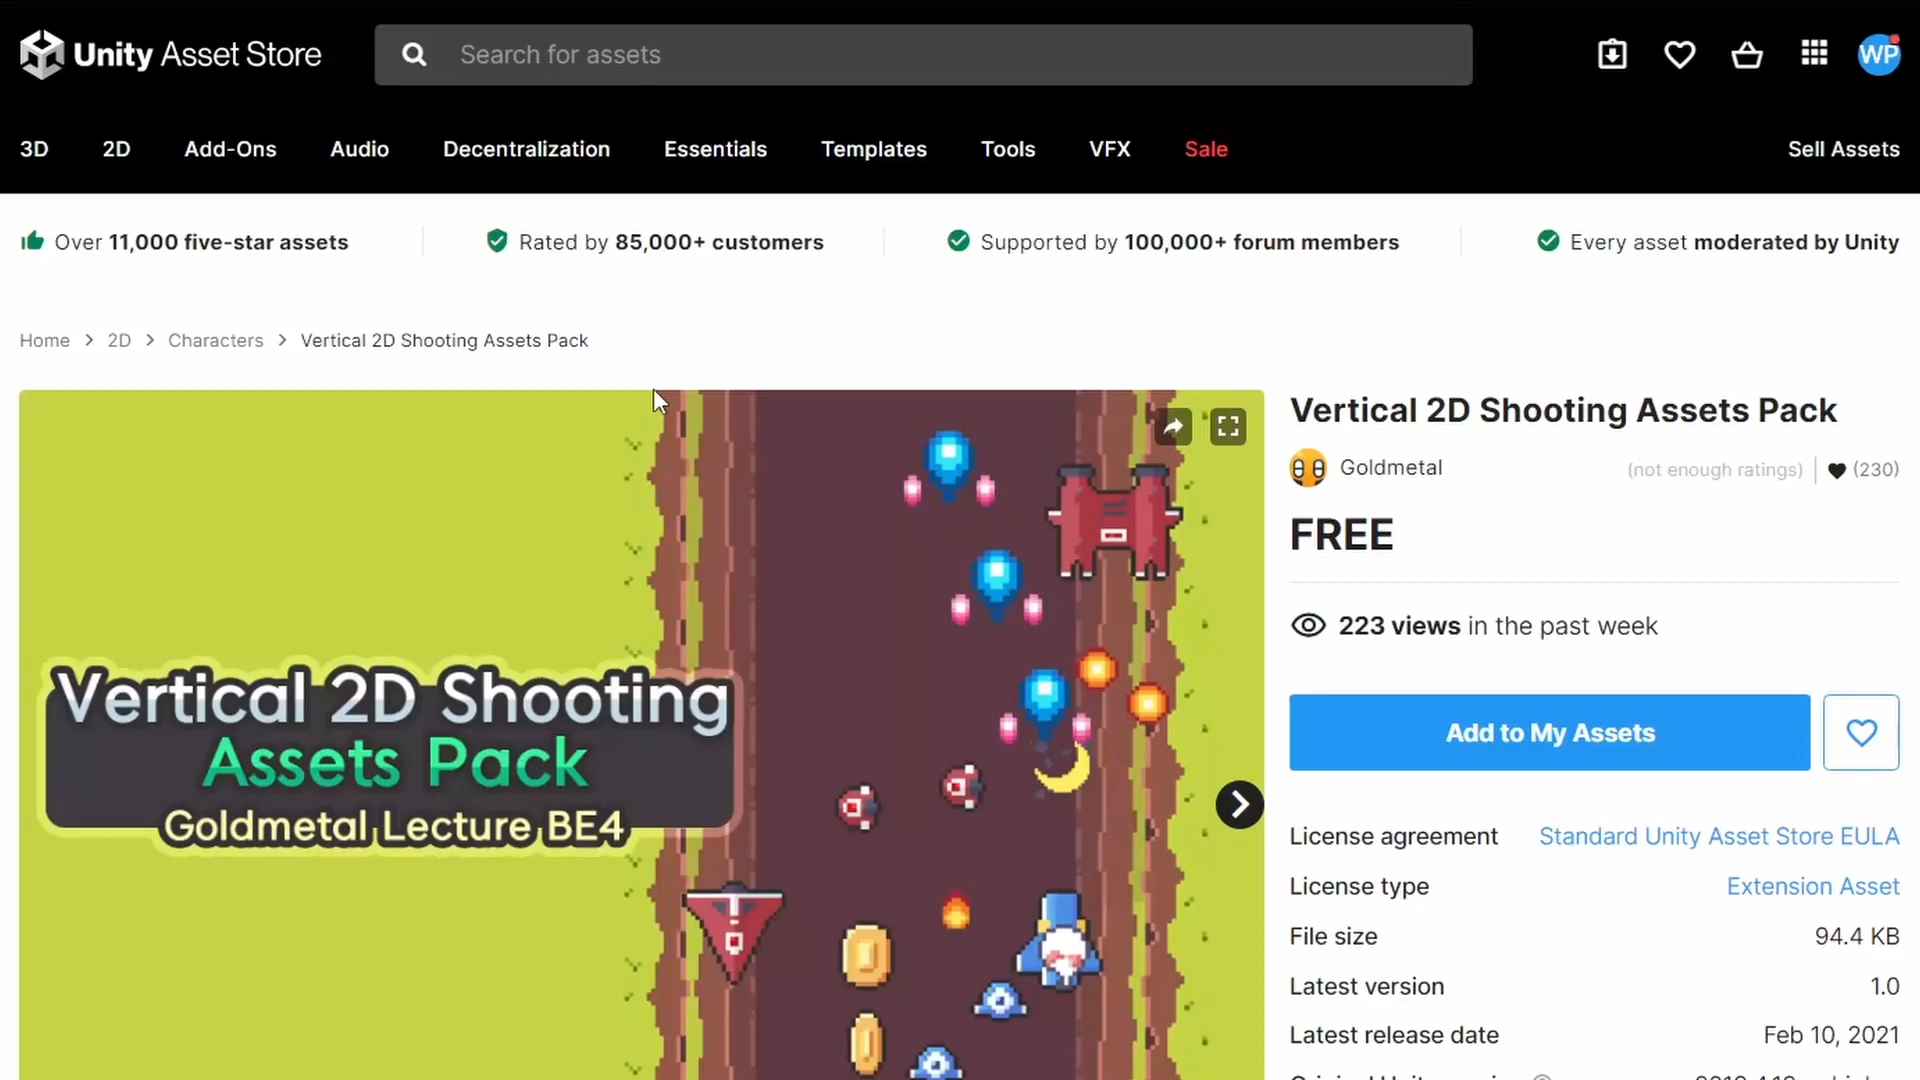 Unity Asset Store
Search for assets
WP
3D 2D Add-Ons Audio Decentralization Essentials Templates Tools VFX Sale Sell Assets
Over 11,000 five-star assets
Rated by 85,000+ customers
Supported by 100,000+ forum members
Every asset moderated by Unity
Home > 2D > Characters > Vertical 2D Shooting Assets Pack
Vertical 2D Shooting
Assets Pack
Goldmetal Lecture BE4
Vertical 2D Shooting Assets Pack
Goldmetal (not enough ratings) (230)
FREE
223 views in the past week
Add to My Assets
License agreement Standard Unity Asset Store EULA
License type Extension Asset
File size 94.4 KB
Latest version 1.0
Latest release date Feb 10, 2021